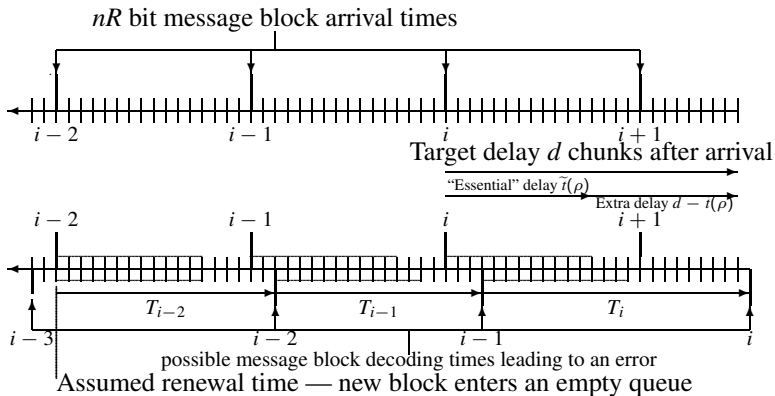 nR bit message block arrival times
i − 2 i − 1 i i + 1
Target delay d chunks after arrival
“Essential” delay t̃(ρ)
Extra delay d − t(ρ)
i − 2 i − 1 i i + 1
T_{i−2} T_{i−1} T_i
i − 3 i − 2 i − 1 i
possible message block decoding times leading to an error
Assumed renewal time — new block enters an empty queue